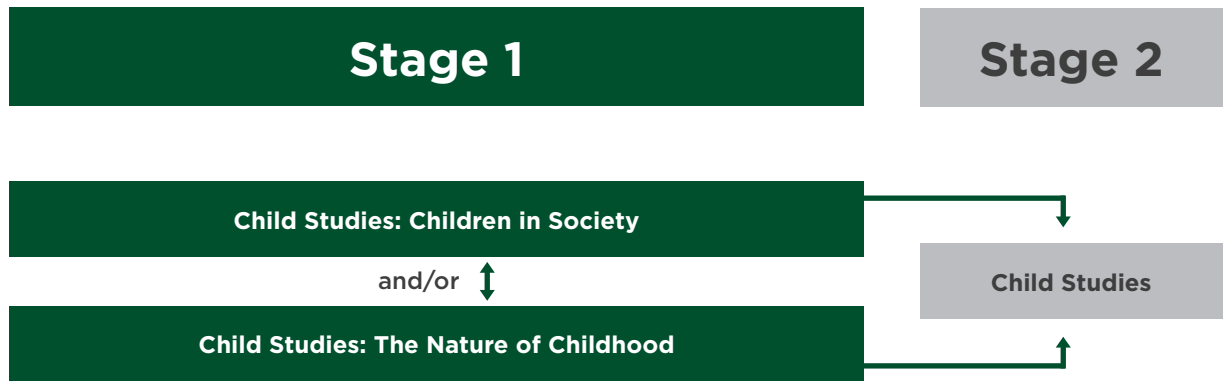 Stage 1
Stage 2
Child Studies: Children in Society
and/or
Child Studies
Child Studies: The Nature of Childhood